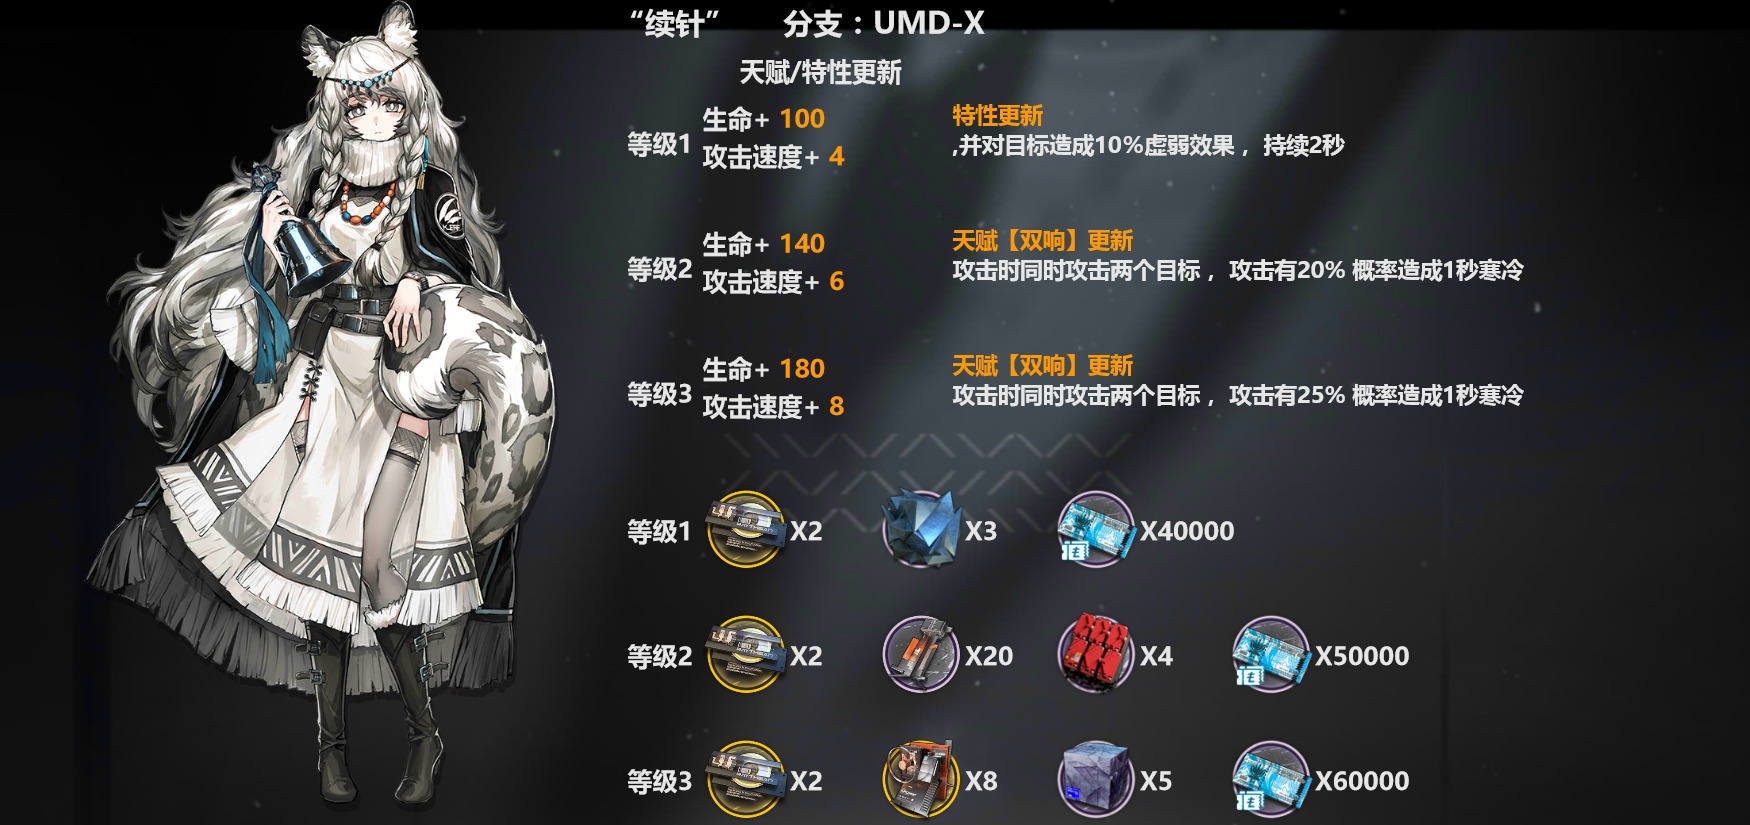 “续针” 分支：UMD-X
天赋/特性更新
等级1
生命+ 100
攻击速度+ 4
特性更新
,并对目标造成10%虚弱效果，持续2秒
等级2
生命+ 140
攻击速度+ 6
天赋【双响】更新
攻击时同时攻击两个目标，攻击有20% 概率造成1秒寒冷
等级3
生命+ 180
攻击速度+ 8
天赋【双响】更新
攻击时同时攻击两个目标，攻击有25% 概率造成1秒寒冷
等级1 X2 X3 X40000
等级2 X2 X20 X4 X50000
等级3 X2 X8 X5 X60000